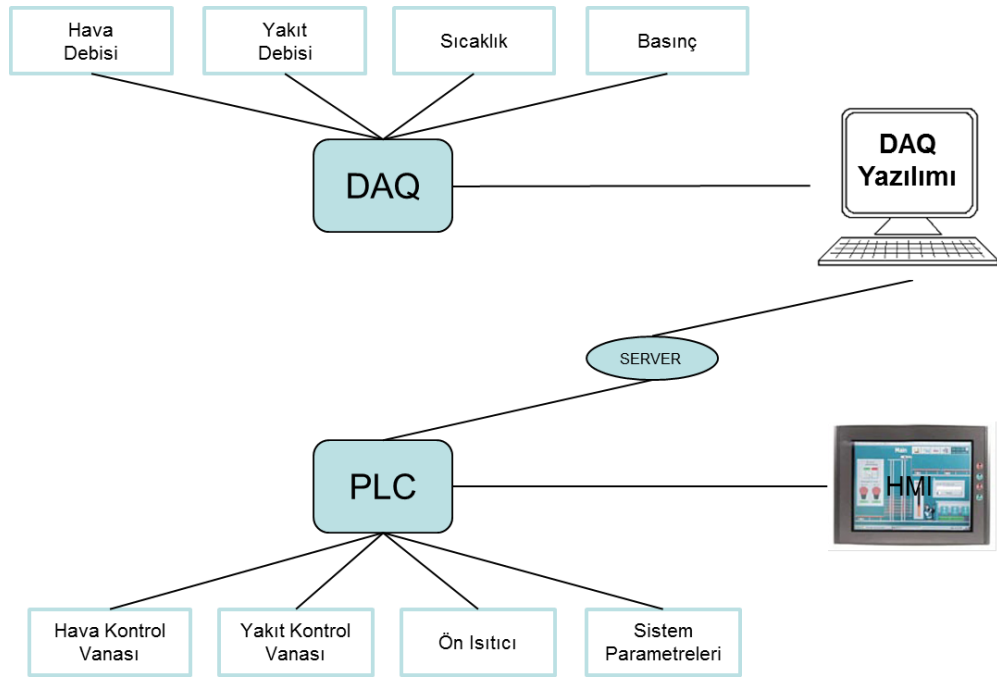 Hava
Debisi
Yakıt
Debisi
Sıcaklık
Basınç
DAQ
DAQ
Yazılımı
SERVER
PLC
HMI
Hava Kontrol
Vanası
Yakıt Kontrol
Vanası
Ön Isıtıcı
Sistem
Parametreleri